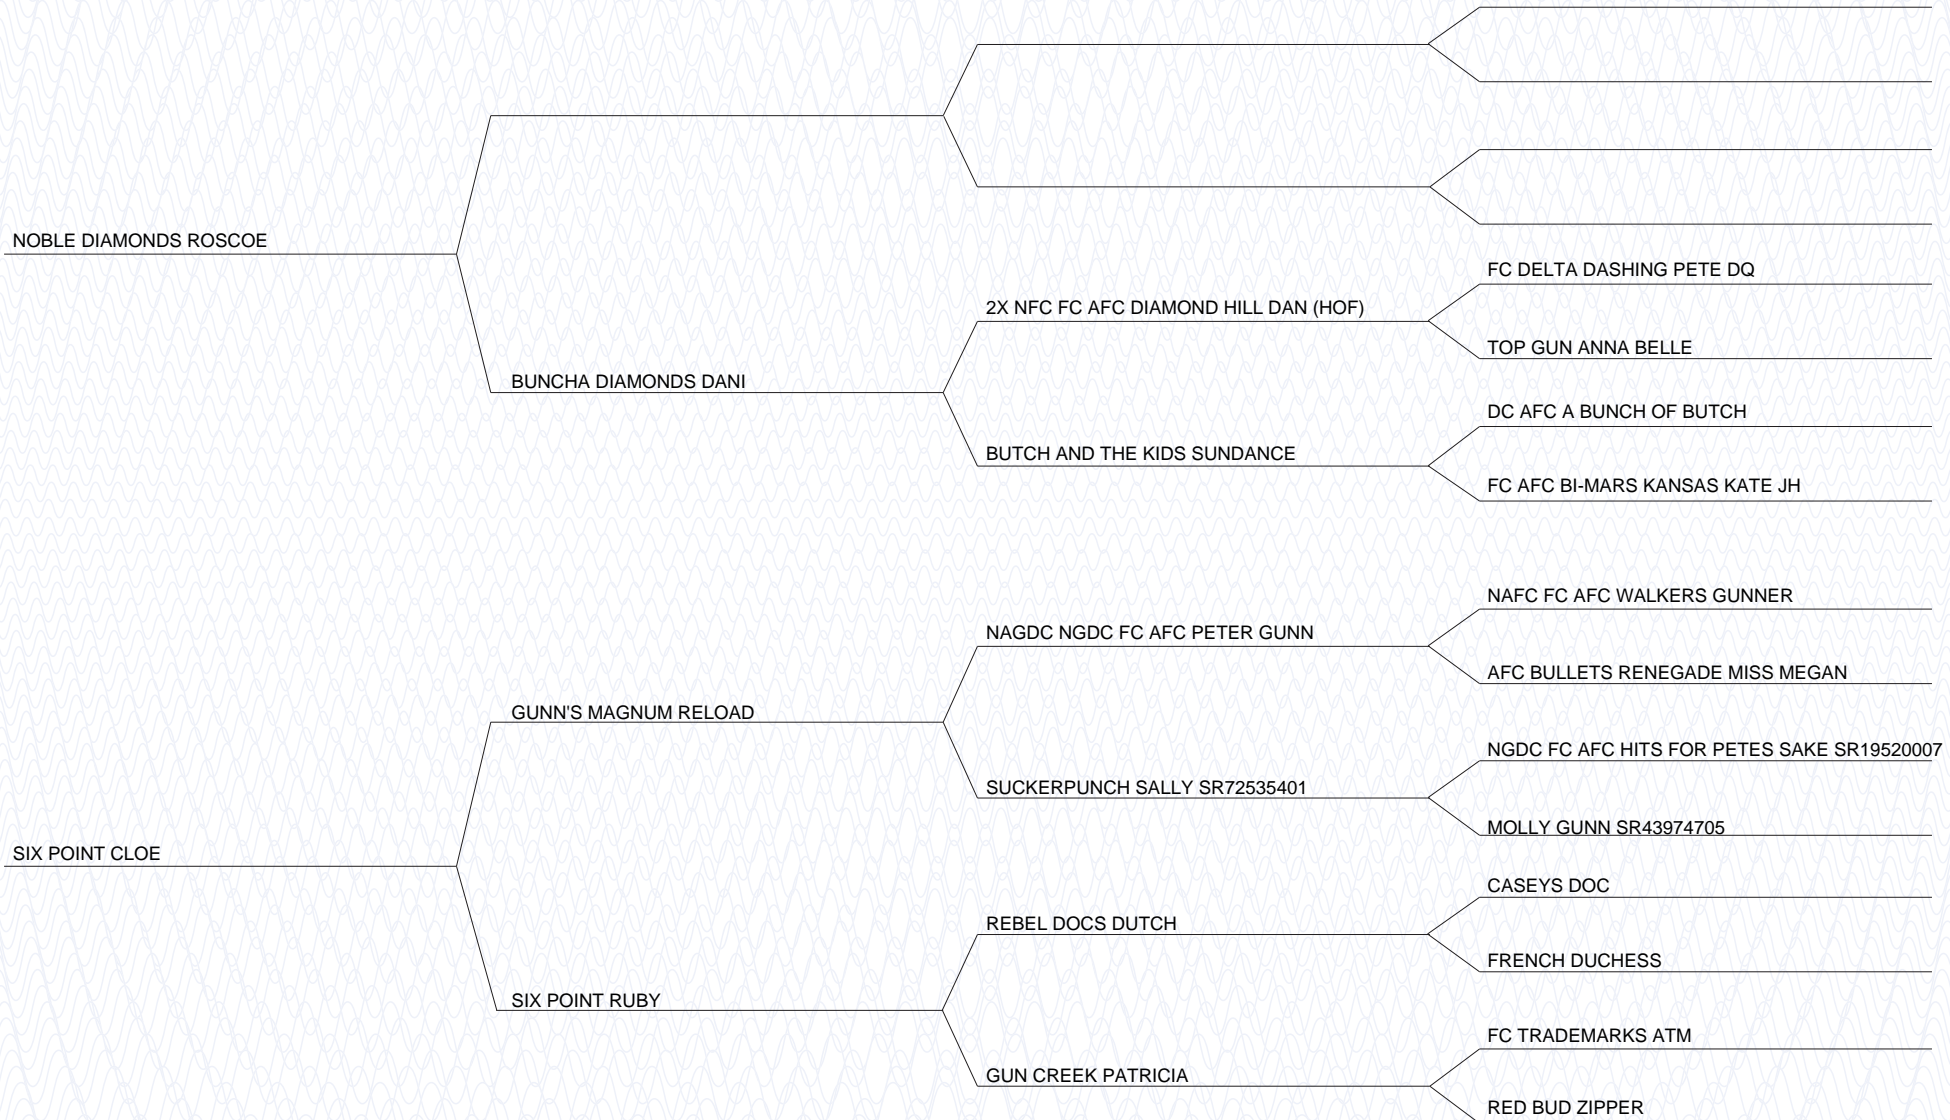 NOBLE DIAMONDS ROSCOE
BUNCHA DIAMONDS DANI
2X NFC FC AFC DIAMOND HILL DAN (HOF)
FC DELTA DASHING PETE DQ
TOP GUN ANNA BELLE
BUTCH AND THE KIDS SUNDANCE
DC AFC A BUNCH OF BUTCH
FC AFC BI-MARS KANSAS KATE JH
SIX POINT CLOE
GUNN'S MAGNUM RELOAD
NAGDC NGDC FC AFC PETER GUNN
NAFC FC AFC WALKERS GUNNER
AFC BULLETS RENEGADE MISS MEGAN
SUCKERPUNCH SALLY SR72535401
NGDC FC AFC HITS FOR PETES SAKE SR19520007
MOLLY GUNN SR43974705
SIX POINT RUBY
REBEL DOCS DUTCH
CASEYS DOC
FRENCH DUCHESS
GUN CREEK PATRICIA
FC TRADEMARKS ATM
RED BUD ZIPPER